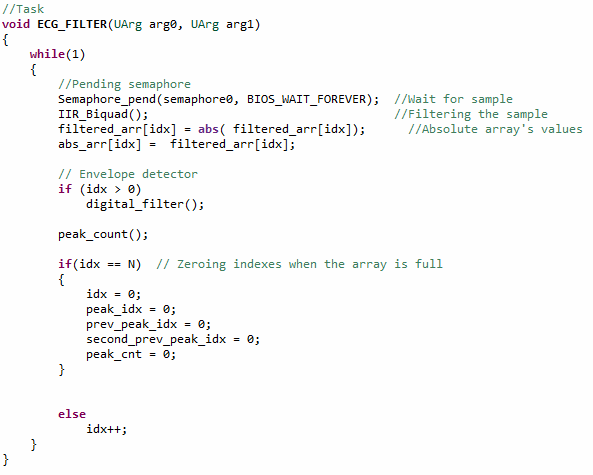 //Task
void ECG_FILTER(UArg arg0, UArg arg1)
{
    while(1)
    {
        //Pending semaphore
        Semaphore_pend(semaphore0, BIOS_WAIT_FOREVER);  //Wait for sample
        IIR_Biquad();                                   //Filtering the sample
        filtered_arr[idx] = abs( filtered_arr[idx]);      //Absolute array's values
        abs_arr[idx] =  filtered_arr[idx];

        // Envelope detector
        if (idx > 0)
            digital_filter();

        peak_count();

        if(idx == N)  // Zeroing indexes when the array is full
        {
            idx = 0;
            peak_idx = 0;
            prev_peak_idx = 0;
            second_prev_peak_idx = 0;
            peak_cnt = 0;
        }


        else
            idx++;
    }
}